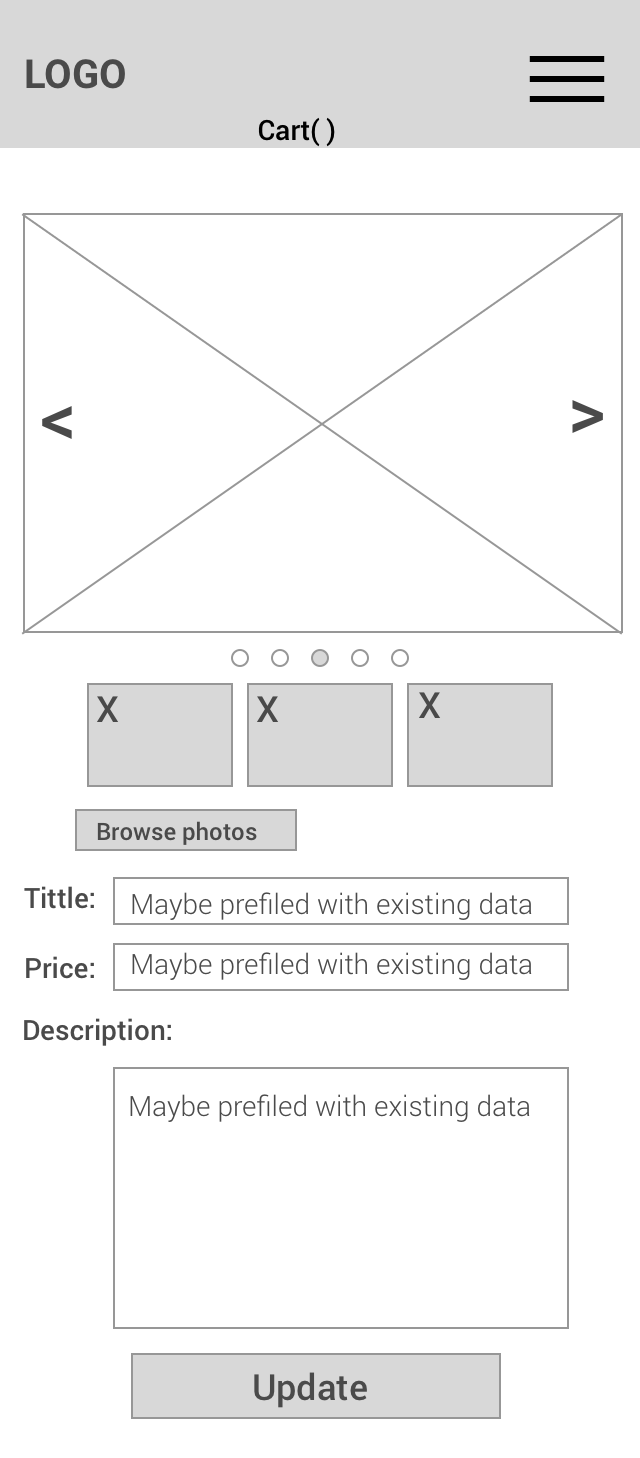 LOGO
Cart( )
< >
X X X
Browse photos
Tittle: Maybe prefiled with existing data
Price: Maybe prefiled with existing data
Description:
Maybe prefiled with existing data
Update